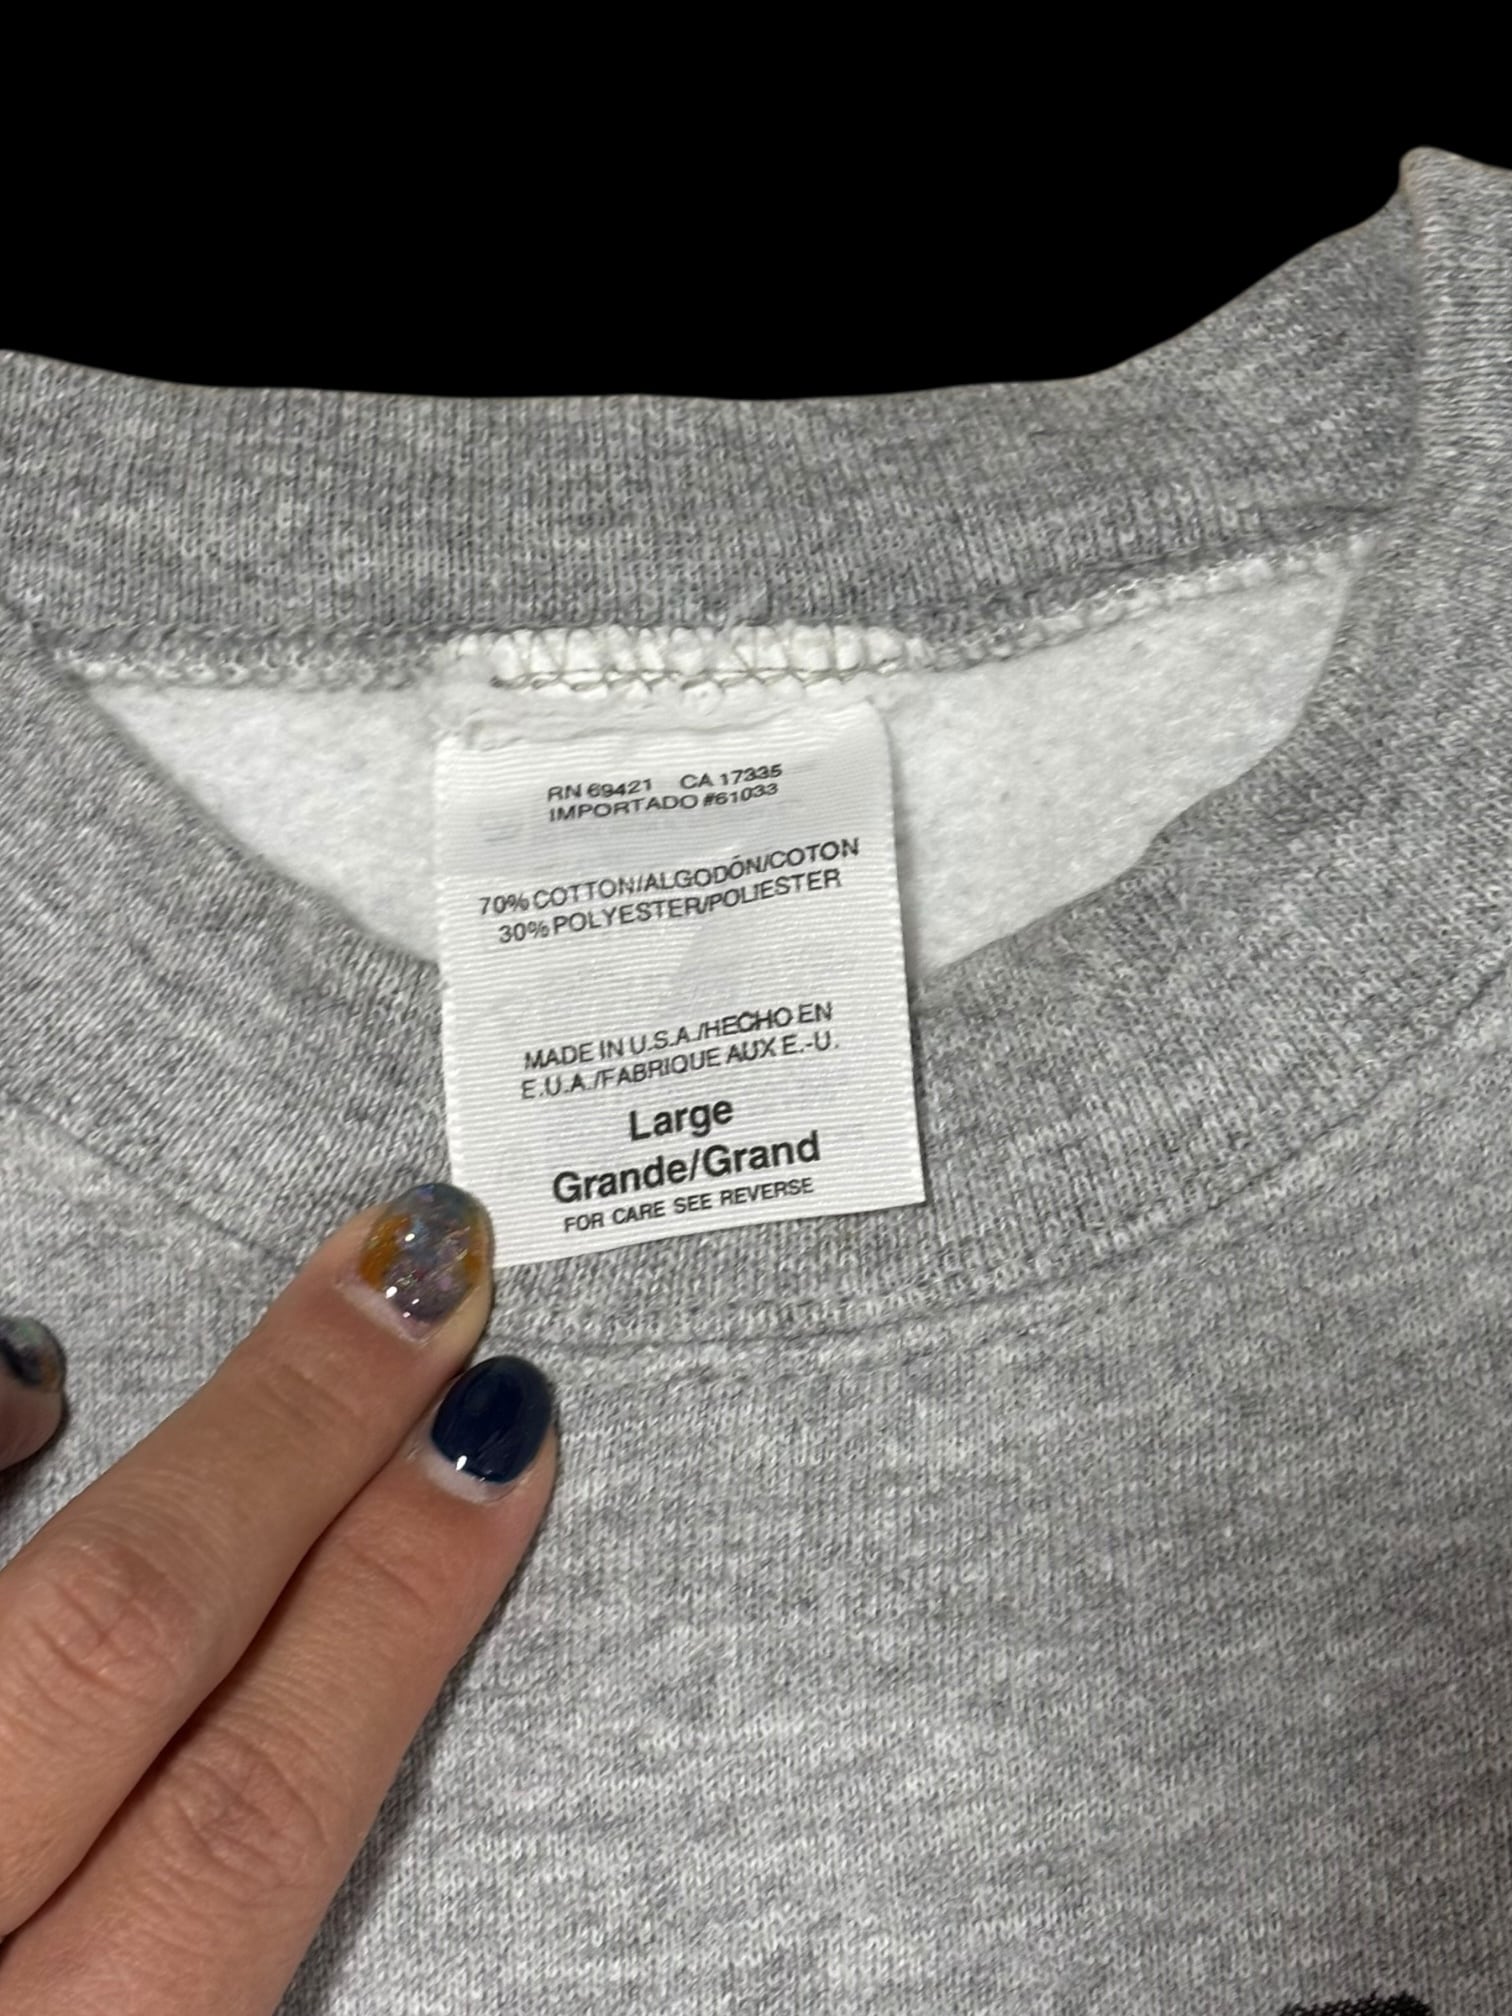 RN 69421 CA 17335
IMPORTADO #61033
70% COTTON/ALGODÓN/COTON
30% POLYESTER/POLIESTER
MADE IN U.S.A./HECHO EN
E.U.A./FABRIQUE AUX E.-U.
Large
Grande/Grand
FOR CARE SEE REVERSE